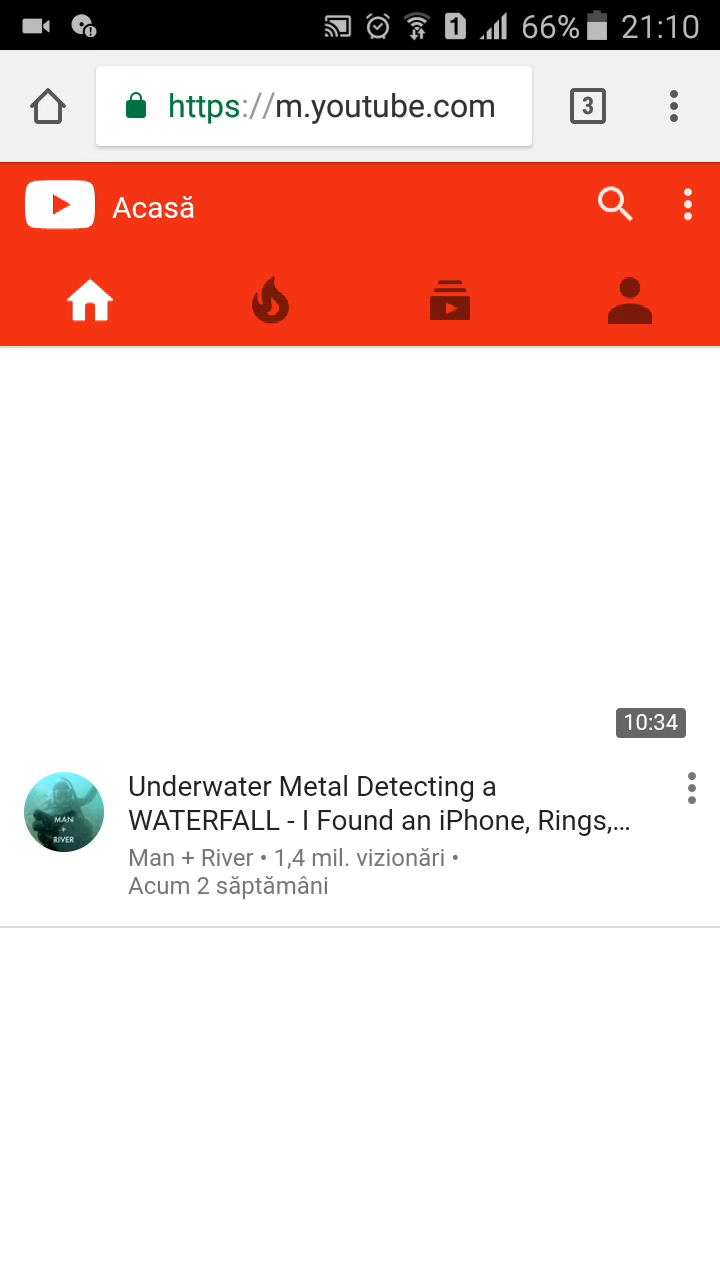 1 66% 21:10
https://m.youtube.com 3
Acasă
10:34
Underwater Metal Detecting a
WATERFALL - I Found an iPhone, Rings,...
Man + River • 1,4 mil. vizionări •
Acum 2 săptămâni
MAN
+
RIVER